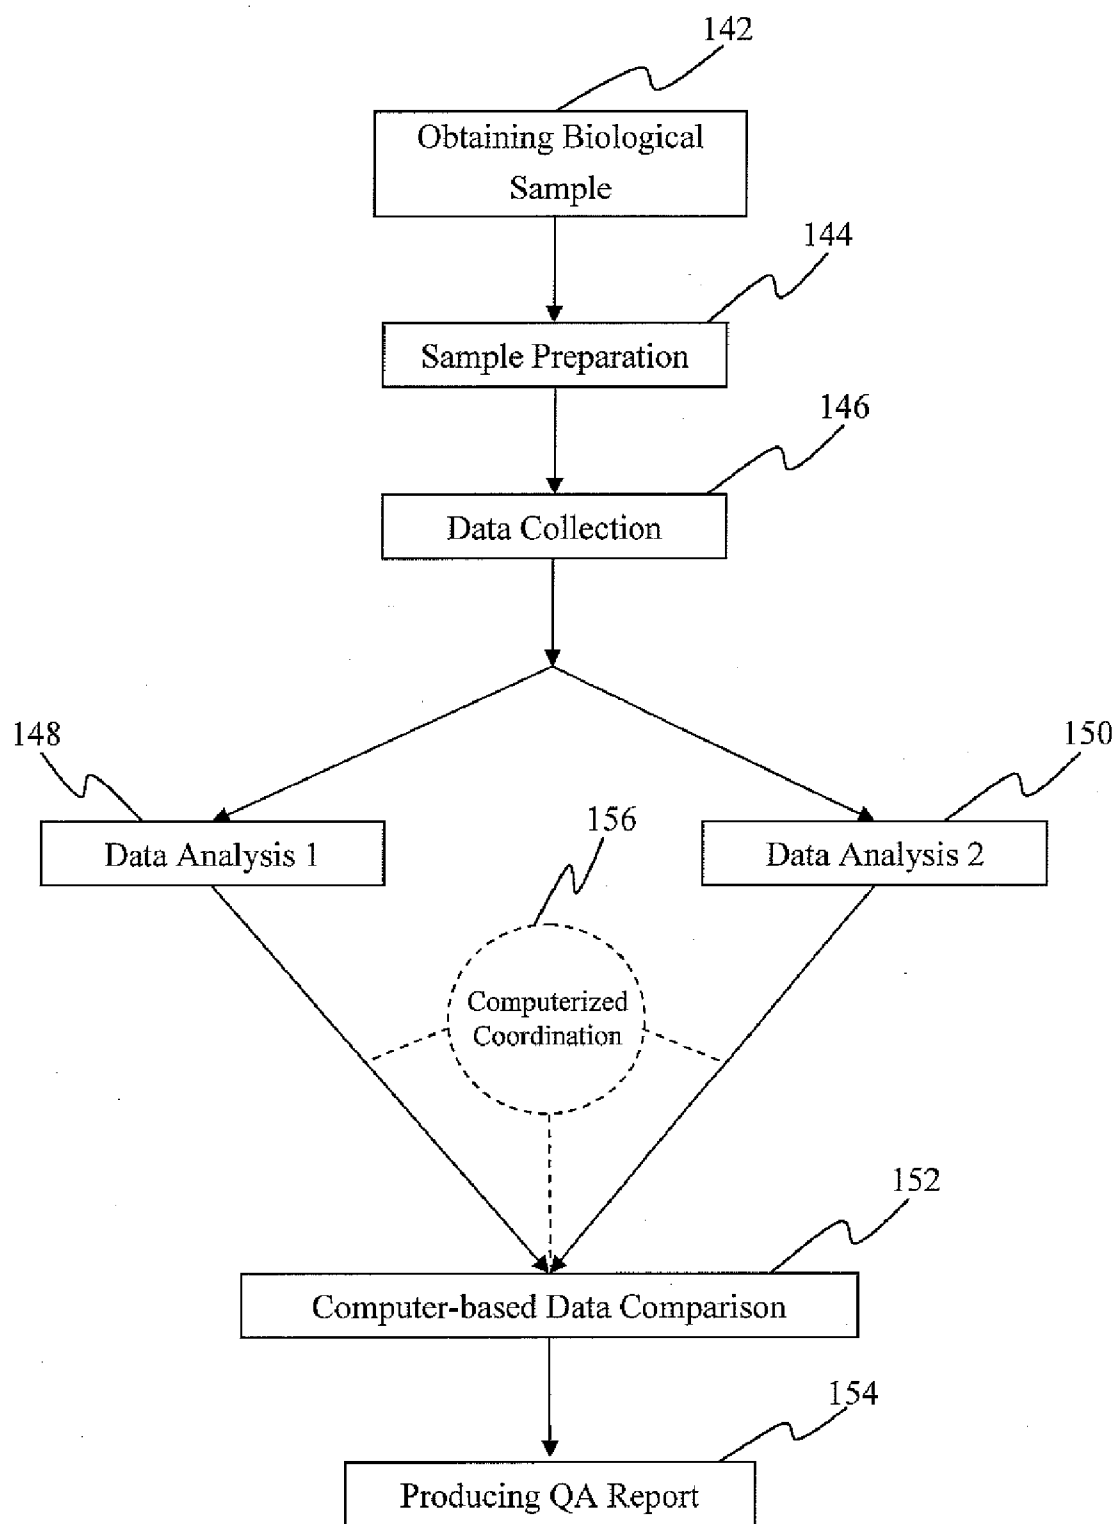 142
Obtaining Biological
Sample
144
Sample Preparation
146
Data Collection
148
150
Data Analysis 1
156
Data Analysis 2
Computerized
Coordination
152
Computer-based Data Comparison
154
Producing QA Report